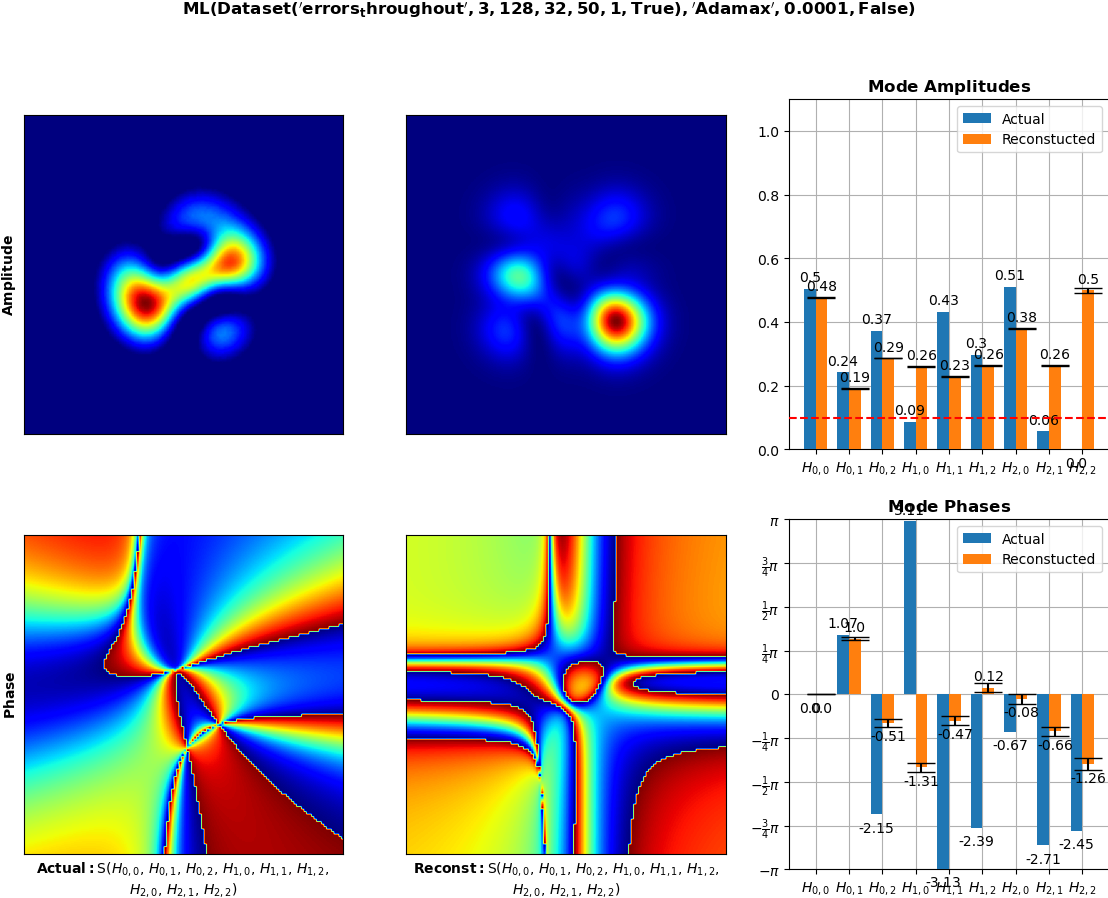 ML(Dataset('errors_throughout', 3, 128, 32, 50, 1, True), 'Adamax', 0.0001, False)
Amplitude
Mode Amplitudes
Actual
Reconstucted
1.0
0.8
0.6
0.4
0.2
0.0
0.5 0.24 0.37 0.09 0.43 0.3 0.51 0.06 0.0
0.48 0.19 0.29 0.26 0.23 0.26 0.38 0.26 0.5
H0,0 H0,1 H0,2 H1,0 H1,1 H1,2 H2,0 H2,1 H2,2
Phase
Actual: S(H0,0, H0,1, H0,2, H1,0, H1,1, H1,2,
H2,0, H2,1, H2,2)
Reconst: S(H0,0, H0,1, H0,2, H1,0, H1,1, H1,2,
H2,0, H2,1, H2,2)
Mode Phases
Actual
Reconstucted
π
3/4π
1/2π
1/4π
0
−1/4π
−1/2π
−3/4π
−π
0.0 1.07 -2.15 3.11 -3.13 -2.39 -0.67 -2.71 -2.45
0.0 1.0 -0.51 -1.31 -0.47 0.12 -0.08 -0.66 -1.26
H0,0 H0,1 H0,2 H1,0 H1,1 H1,2 H2,0 H2,1 H2,2